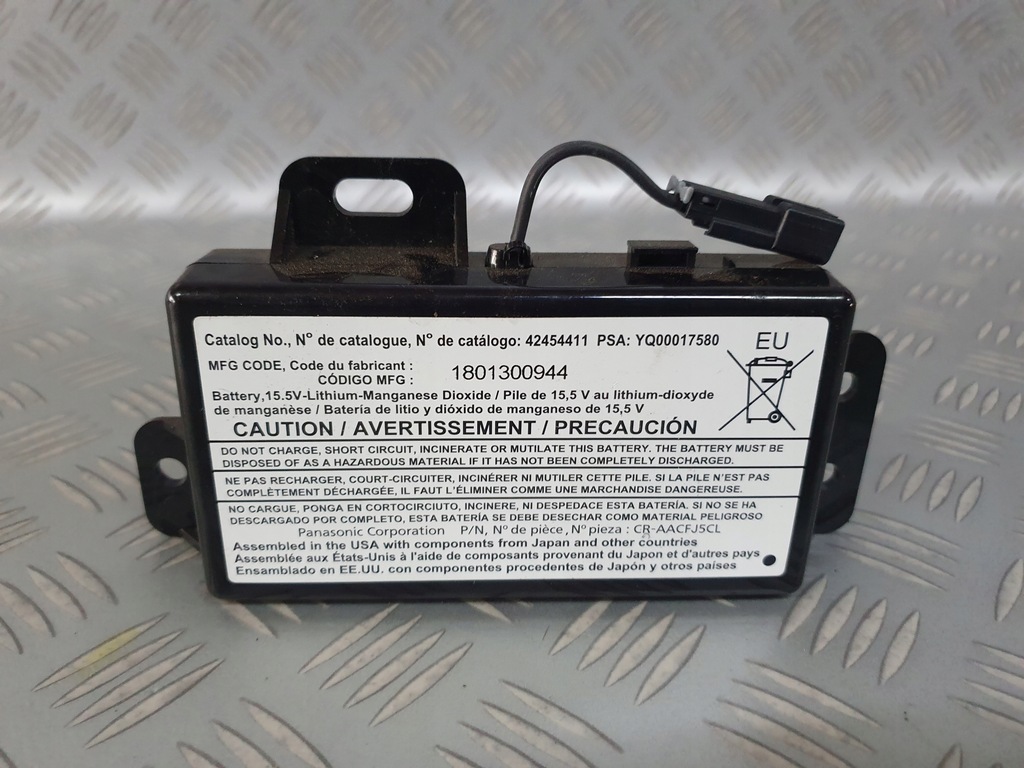 Catalog No., Nº de catalogue, Nº de catálogo: 42454411 PSA: YQ00017580
EU
MFG CODE, Code du fabricant :
CÓDIGO MFG :
1801300944
Battery,15.5V-Lithium-Manganese Dioxide / Pile de 15,5 V au lithium-dioxyde
de manganèse / Batería de litio y dióxido de manganeso de 15,5 V
CAUTION / AVERTISSEMENT / PRECAUCIÓN
DO NOT CHARGE, SHORT CIRCUIT, INCINERATE OR MUTILATE THIS BATTERY. THE BATTERY MUST BE
DISPOSED OF AS A HAZARDOUS MATERIAL IF IT HAS NOT BEEN COMPLETELY DISCHARGED.
NE PAS RECHARGER, COURT-CIRCUITER, INCINÉRER NI MUTILER CETTE PILE. SI LA PILE N'EST PAS
COMPLÈTEMENT DÉCHARGÉE, IL FAUT L'ÉLIMINER COMME UNE MARCHANDISE DANGEREUSE.
NO CARGUE, PONGA EN CORTOCIRCUITO, INCINERE, NI DESPEDACE ESTA BATERÍA. SI NO SE HA
DESCARGADO POR COMPLETO, ESTA BATERÍA SE DEBE DESECHAR COMO MATERIAL PELIGROSO
Panasonic Corporation P/N, Nº de pièce, Nº pieza : CR-AACFJ5CL
Assembled in the USA with components from Japan and other countries
Assemblée aux États-Unis à l'aide de composants provenant du Japon et d'autres pays
Ensamblado en EE.UU. con componentes procedentes de Japón y otros países